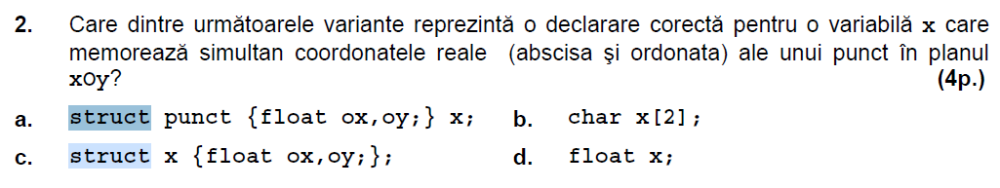 2. Care dintre următoarele variante reprezintă o declarare corectă pentru o variabilă x care
memorează simultan coordonatele reale (abscisa şi ordonata) ale unui punct în planul
xOy? (4p.)
a. struct punct {float ox,oy;} x; b. char x[2];
c. struct x {float ox,oy;}; d. float x;